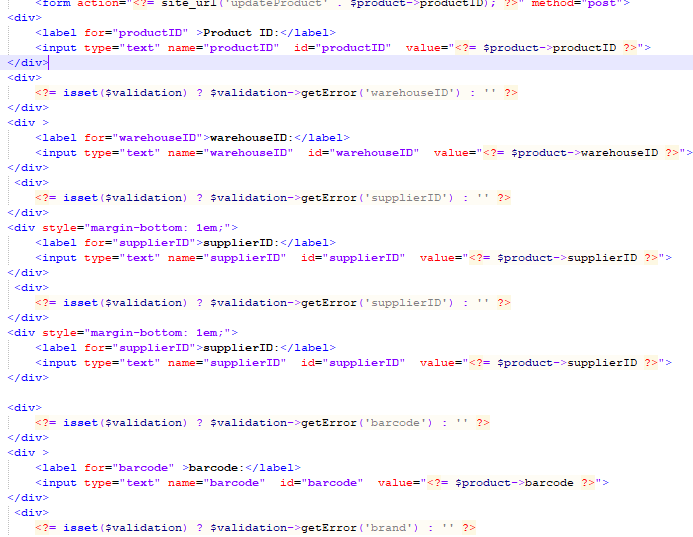 <form action="<?= site_url('updateProduct' . $product->productID); ?>" method="post">
<div>
<label for="productID" >Product ID:</label>
<input type="text" name="productID"  id="productID"  value="<?= $product->productID ?>">
</div>
<div>
<?= isset($validation) ? $validation->getError('warehouseID') : '' ?>
</div>
<div >
<label for="warehouseID">warehouseID:</label>
<input type="text" name="warehouseID"  id="warehouseID"  value="<?= $product->warehouseID ?>">
</div>
<div>
<?= isset($validation) ? $validation->getError('supplierID') : '' ?>
</div>
<div style="margin-bottom: 1em;">
<label for="supplierID">supplierID:</label>
<input type="text" name="supplierID"  id="supplierID"  value="<?= $product->supplierID ?>">
</div>
<div>
<?= isset($validation) ? $validation->getError('supplierID') : '' ?>
</div>
<div style="margin-bottom: 1em;">
<label for="supplierID">supplierID:</label>
<input type="text" name="supplierID"  id="supplierID"  value="<?= $product->supplierID ?>">
</div>
<div>
<?= isset($validation) ? $validation->getError('barcode') : '' ?>
</div>
<div >
<label for="barcode" >barcode:</label>
<input type="text" name="barcode"  id="barcode"  value="<?= $product->barcode ?>">
</div>
<div>
<?= isset($validation) ? $validation->getError('brand') : '' ?>